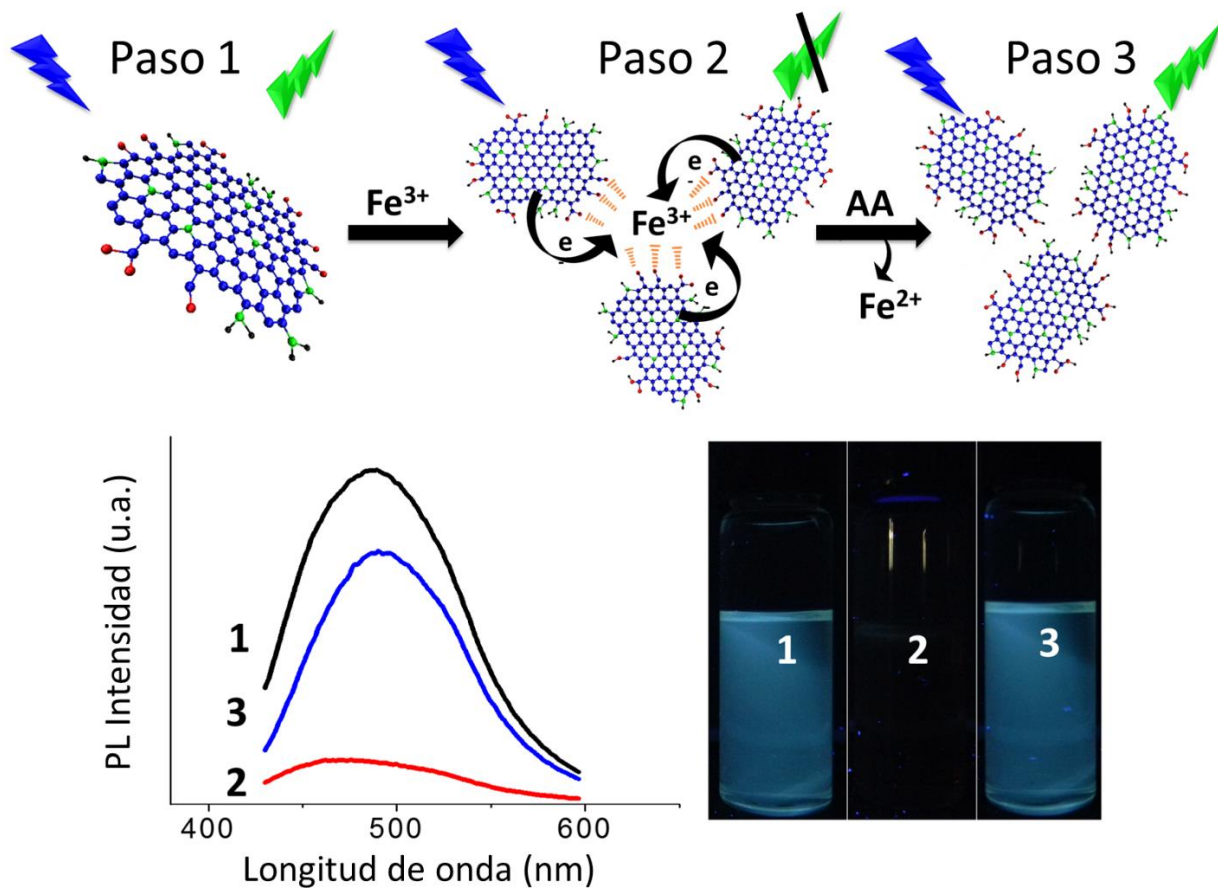 Paso 1
Paso 2
Paso 3
Fe3+
e-
e-
Fe3+
e-
AA
Fe2+
PL Intensidad (u.a.)
1
3
2
400
500
600
Longitud de onda (nm)
1
2
3